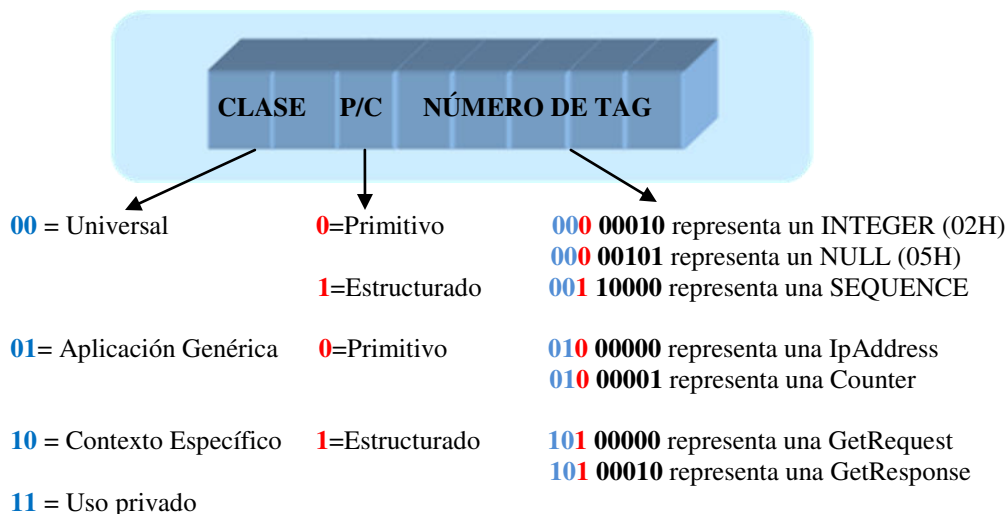 CLASE P/C NÚMERO DE TAG
00 = Universal 0=Primitivo 000 00010 representa un INTEGER (02H)
000 00101 representa un NULL (05H)
1=Estructurado 001 10000 representa una SEQUENCE
01= Aplicación Genérica 0=Primitivo 010 00000 representa una IpAddress
010 00001 representa una Counter
10 = Contexto Específico 1=Estructurado 101 00000 representa una GetRequest
101 00010 representa una GetResponse
11 = Uso privado